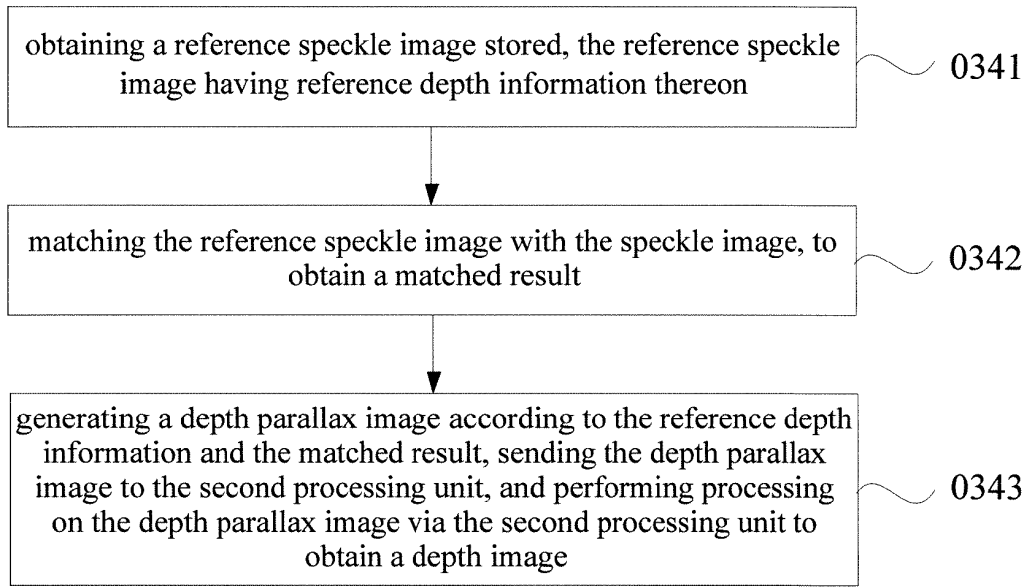 obtaining a reference speckle image stored, the reference speckle
image having reference depth information thereon
0341
matching the reference speckle image with the speckle image, to
obtain a matched result
0342
generating a depth parallax image according to the reference depth
information and the matched result, sending the depth parallax
image to the second processing unit, and performing processing
on the depth parallax image via the second processing unit to
obtain a depth image
0343